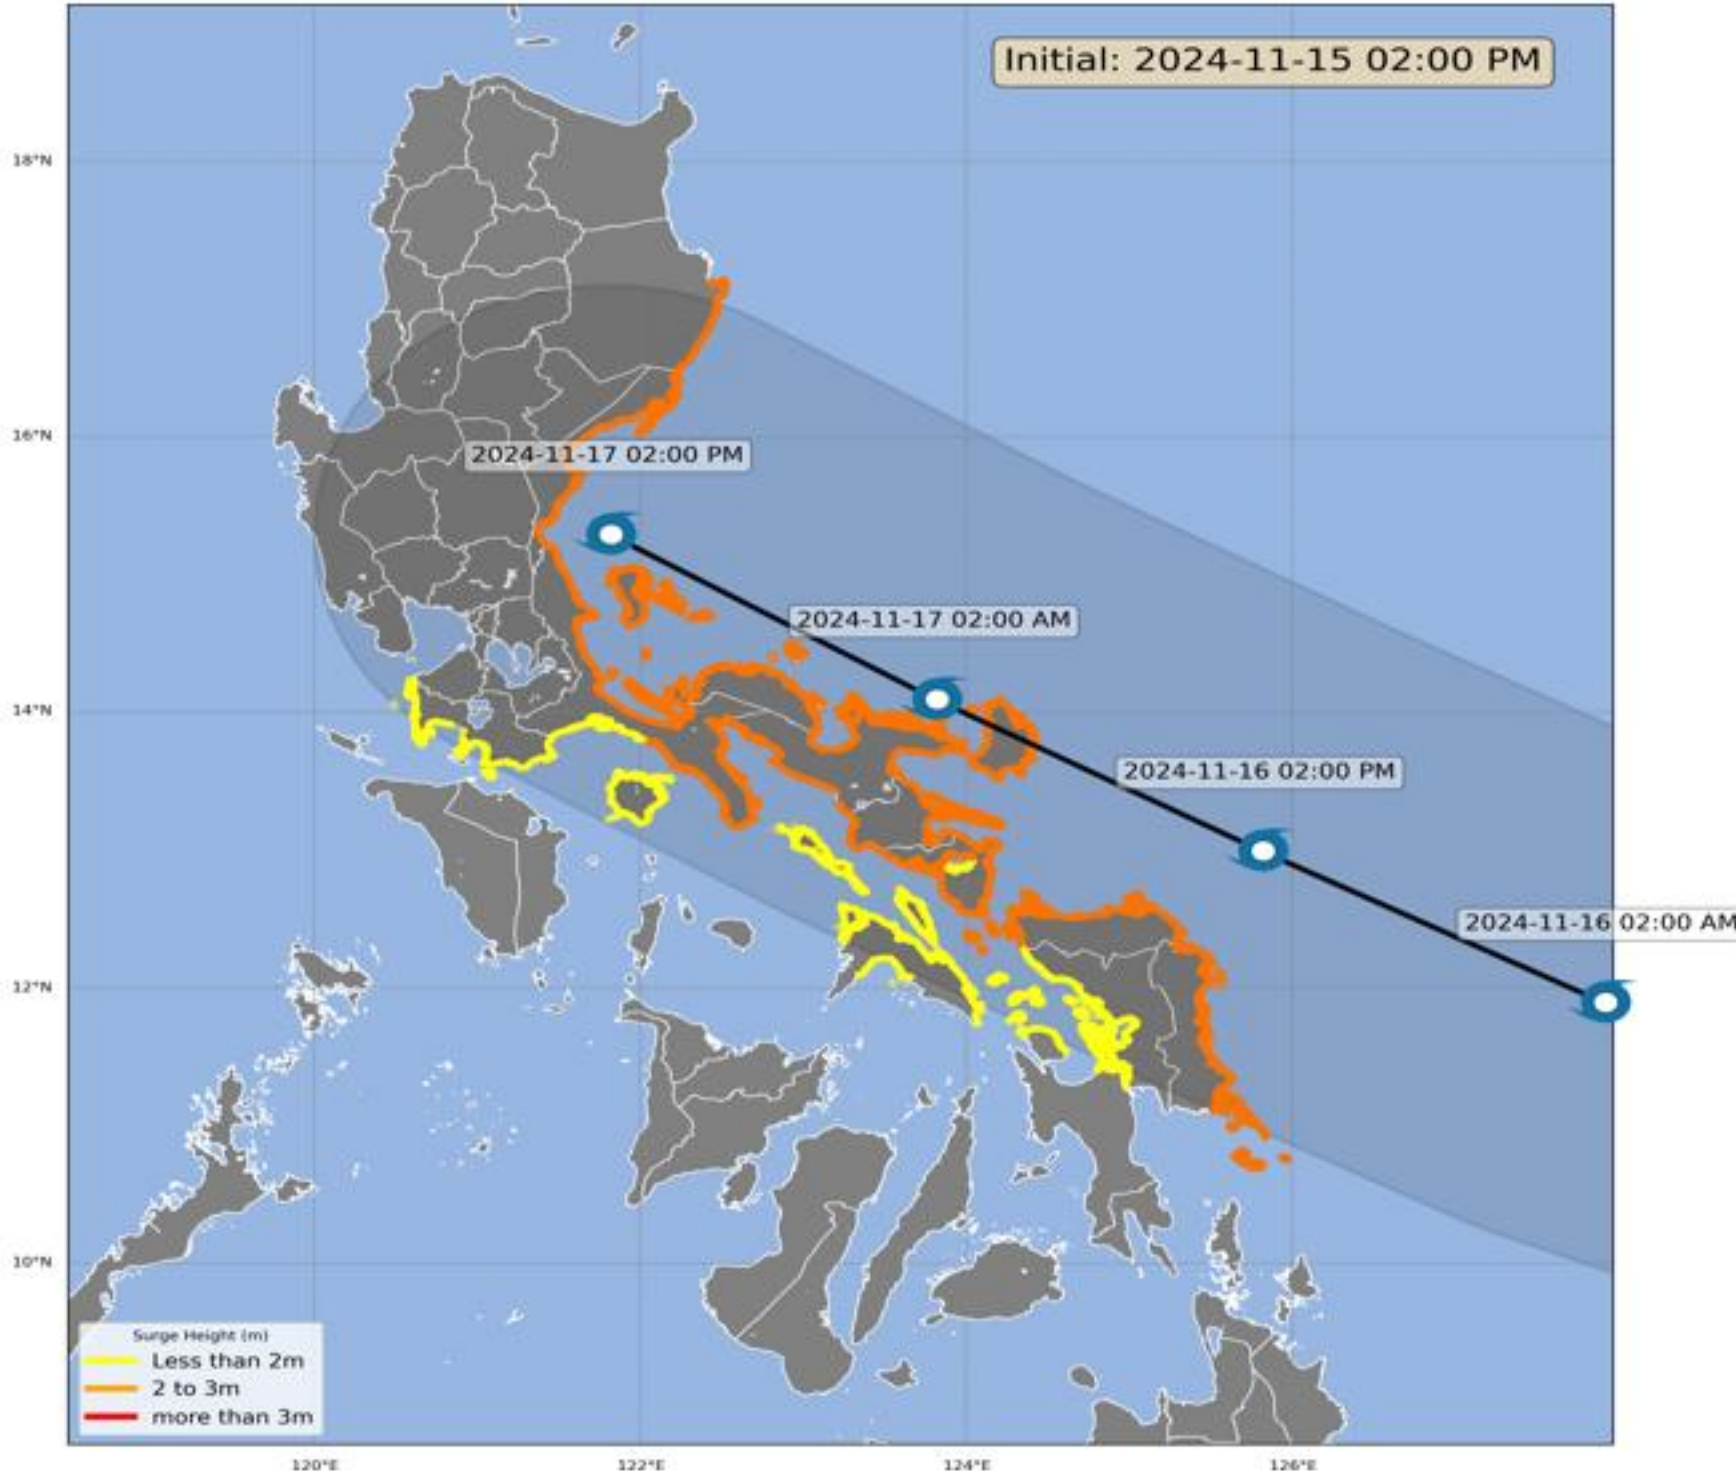 Initial: 2024-11-15 02:00 PM
18°N
16°N
2024-11-17 02:00 PM
2024-11-17 02:00 AM
14°N
2024-11-16 02:00 PM
2024-11-16 02:00 AM
12°N
10°N
Surge Height (m)
Less than 2m
2 to 3m
more than 3m
120°E
122°E
124°E
126°E